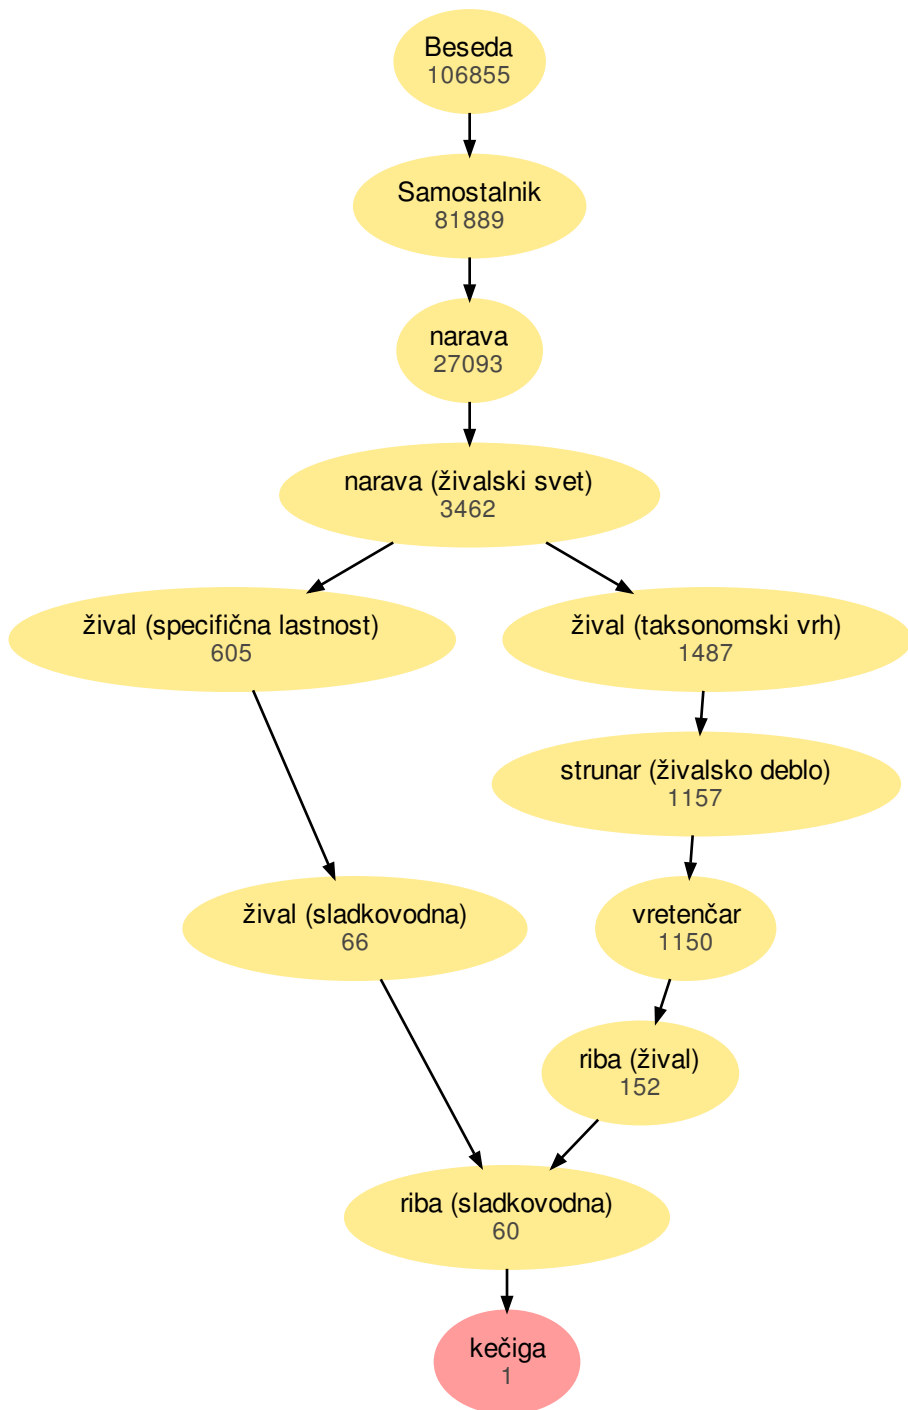 Beseda
106855
Samostalnik
81889
narava
27093
narava (živalski svet)
3462
žival (specifična lastnost)
605
žival (taksonomski vrh)
1487
strunar (živalsko deblo)
1157
žival (sladkovodna)
66
vretenčar
1150
riba (žival)
152
riba (sladkovodna)
60
kečiga
1